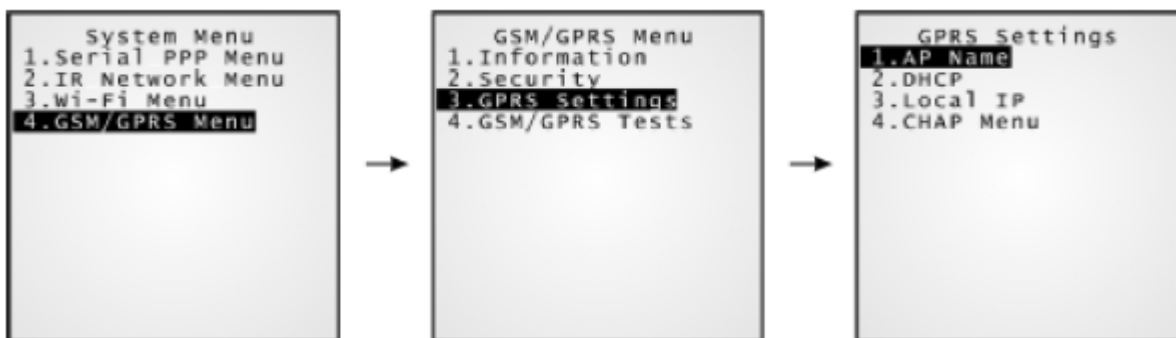 System Menu
1.Serial PPP Menu
2.IR Network Menu
3.Wi-Fi Menu
4.GSM/GPRS Menu
GSM/GPRS Menu
1.Information
2.Security
3.GPRS Settings
4.GSM/GPRS Tests
GPRS Settings
1.AP Name
2.DHCP
3.Local IP
4.CHAP Menu